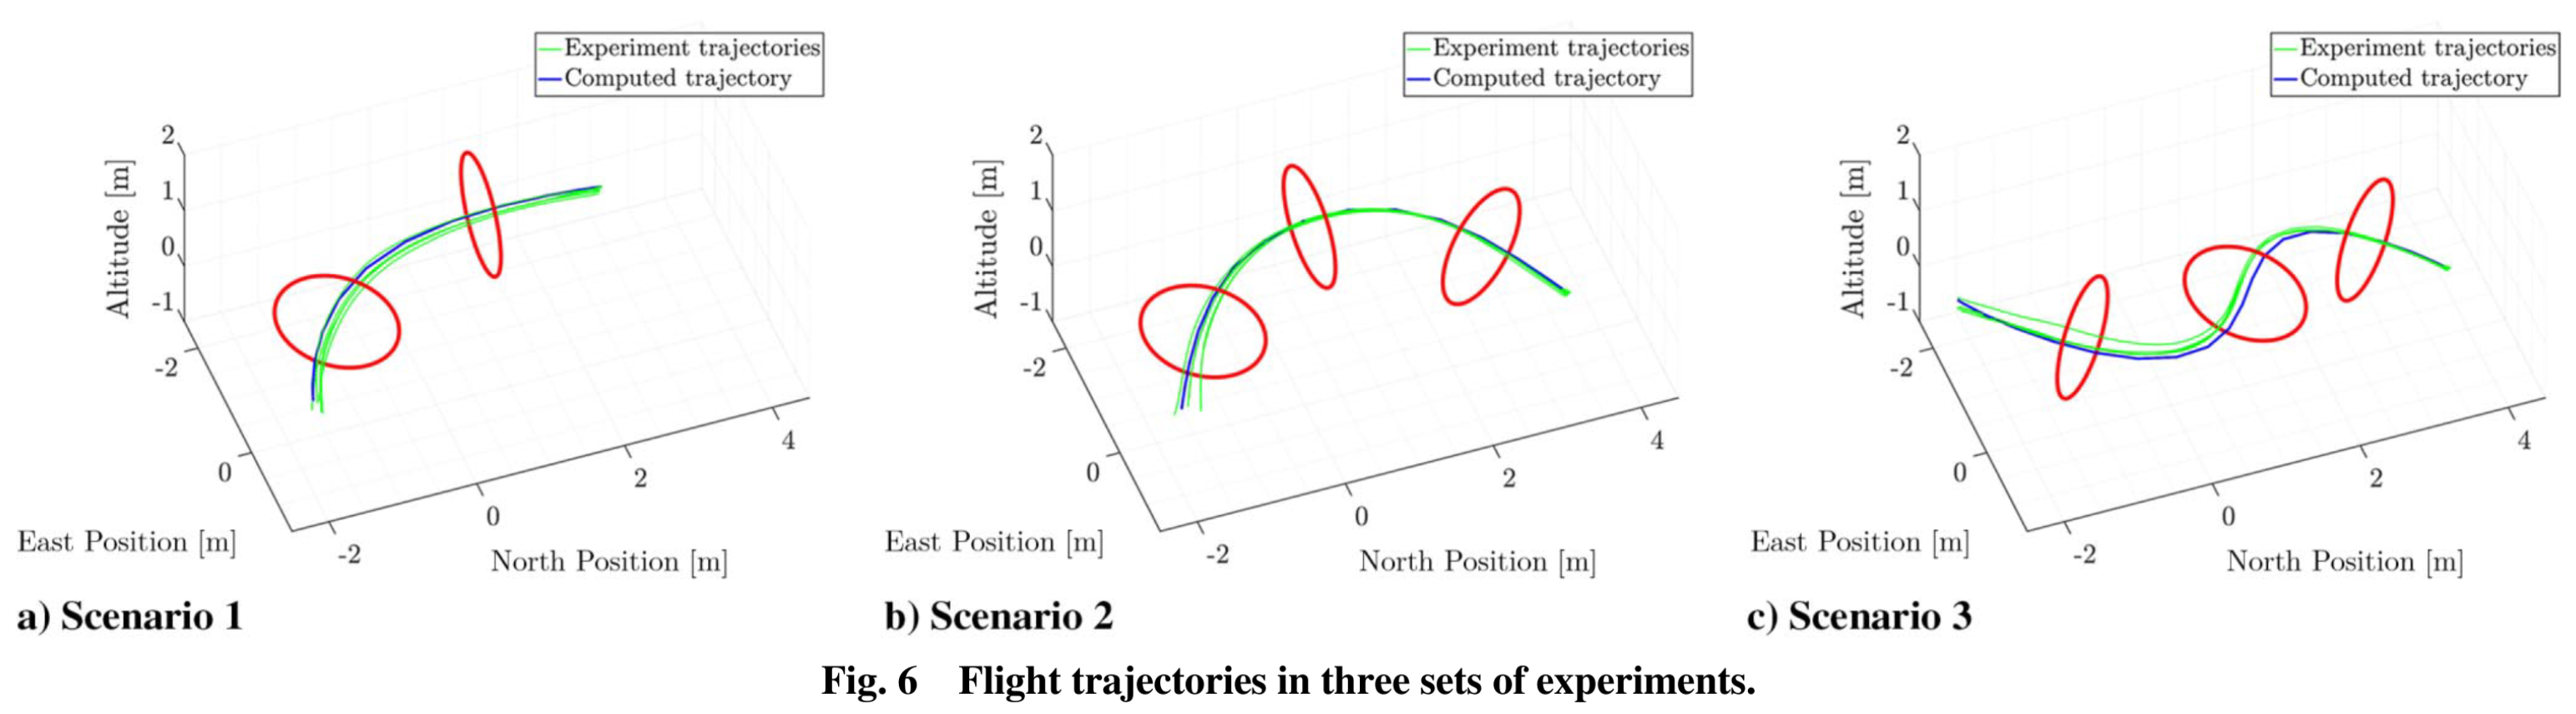 Experiment trajectories
Computed trajectory
2
1
0
-1
Altitude [m]
-2
0
East Position [m]
-2
0
2
4
North Position [m]
a) Scenario 1
Experiment trajectories
Computed trajectory
2
1
0
-1
Altitude [m]
-2
0
East Position [m]
-2
0
2
4
North Position [m]
b) Scenario 2
Experiment trajectories
Computed trajectory
2
1
0
-1
Altitude [m]
-2
0
East Position [m]
-2
0
2
4
North Position [m]
c) Scenario 3
Fig. 6 Flight trajectories in three sets of experiments.